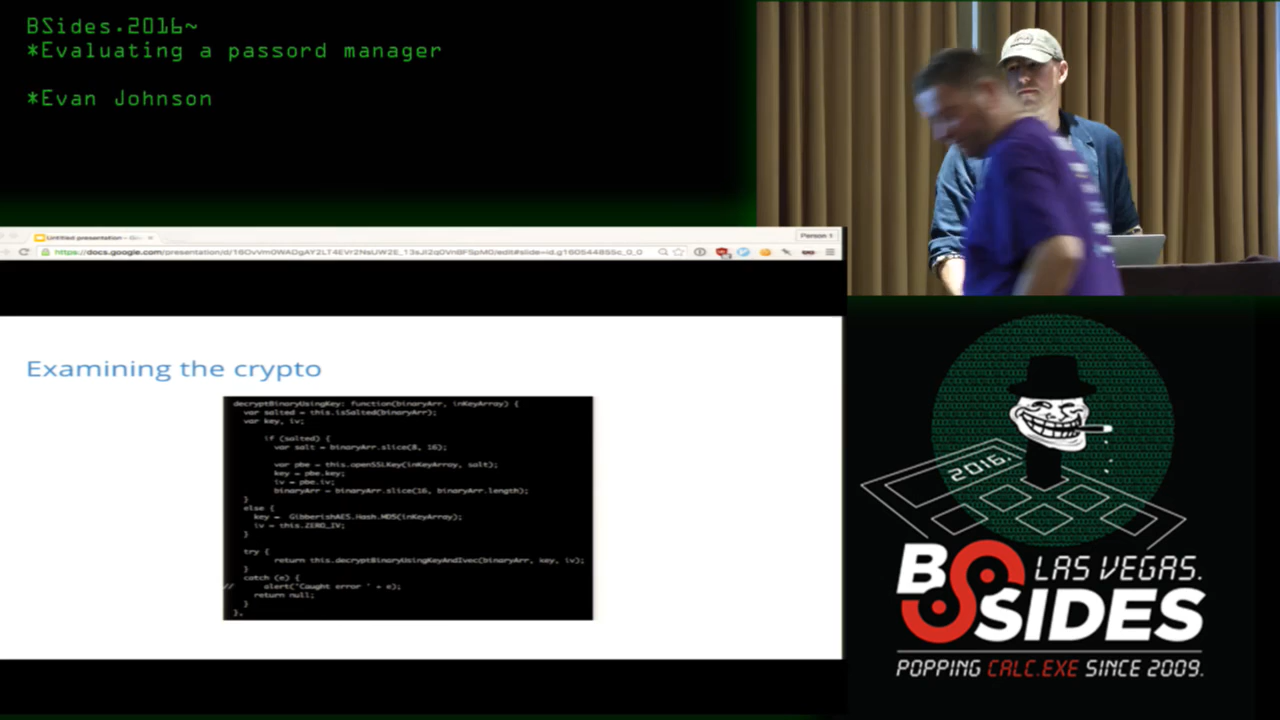 BSides.2016~
*Evaluating a passord manager
*Evan Johnson
Untitled presentation -
Person 1
Examining the crypto
decryptBinaryUsingKey: function(binaryArr, inKeyArray) {
var salted = this.isSalted(binaryArr);
var key, iv;
if (salted) {
var salt = binaryArr.slice(8, 16);
var pbe = this.openSSLKey(inKeyArray, salt);
key = pbe.key;
iv = pbe.iv;
binaryArr = binaryArr.slice(16, binaryArr.length);
}
else {
key = GibberishAES.Hash.MD5(inKeyArray);
iv = this.ZERO_IV;
}
try {
return this.decryptBinaryUsingKeyAndIvec(binaryArr, key, iv);
}
catch (e) {
// alert('Caught error ' + e);
return null;
}
},
2016.
BSIDES
LAS VEGAS.
POPPING CALC.EXE SINCE 2009.